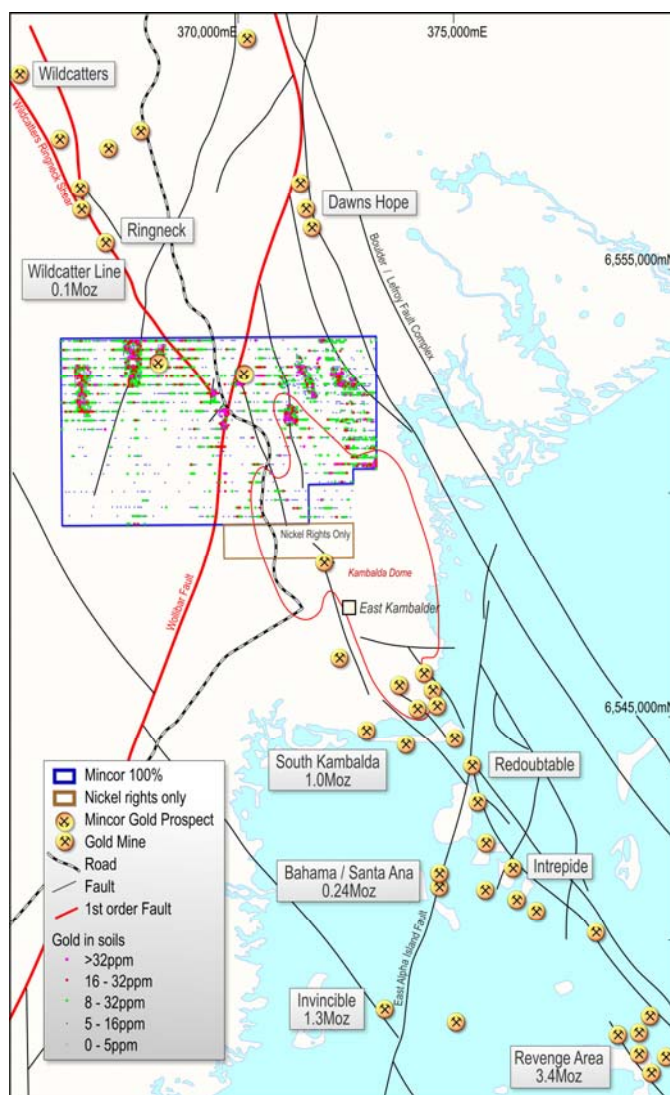 370,000mE
375,000mE
Wildcatters
Wildcatters Ringneck Shear
Dawns Hope
Ringneck
Boulder / Lefroy Fault Complex
6,555,000mN
Wildcatter Line
0.1Moz
Nickel Rights Only
Kambalda Dome
Wollibar Fault
East Kambalder
6,545,000mN
South Kambalda
1.0Moz
Redoubtable
Bahama / Santa Ana
0.24Moz
Intrepide
East Alpha Island Fault
Invincible
1.3Moz
Revenge Area
3.4Moz
Mincor 100%
Nickel rights only
Mincor Gold Prospect
Gold Mine
Road
Fault
1st order Fault
Gold in soils
>32ppm
16 - 32ppm
8 - 32ppm
5 - 16ppm
0 - 5ppm